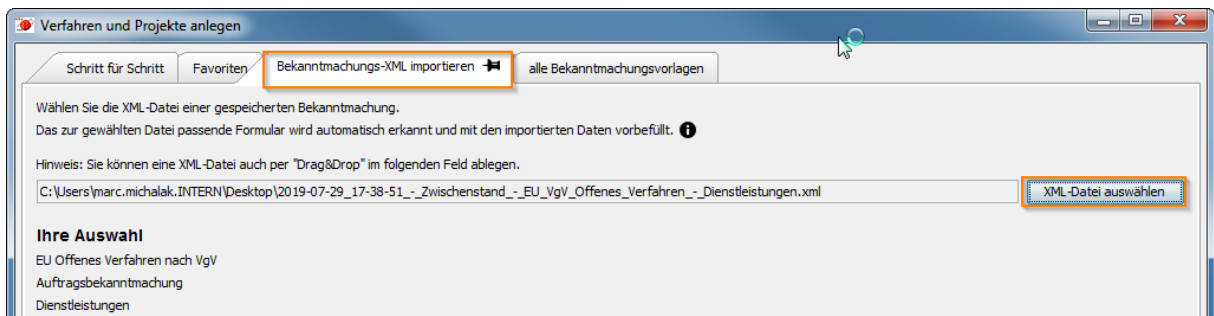 Verfahren und Projekte anlegen
Schritt für Schritt Favoriten Bekanntmachungs-XML importieren alle Bekanntmachungsvorlagen
Wählen Sie die XML-Datei einer gespeicherten Bekanntmachung.
Das zur gewählten Datei passende Formular wird automatisch erkannt und mit den importierten Daten vorbefüllt.
Hinweis: Sie können eine XML-Datei auch per "Drag&Drop" im folgenden Feld ablegen.
C:\Users\marc.michalak.INTERN\Desktop\2019-07-29_17-38-51_-_Zwischenstand_-_EU_VgV_Offenes_Verfahren_-_Dienstleistungen.xml XML-Datei auswählen
Ihre Auswahl
EU Offenes Verfahren nach VgV
Auftragsbekanntmachung
Dienstleistungen